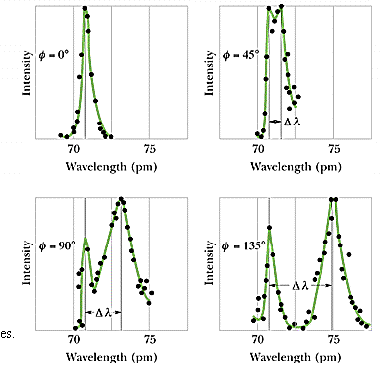 Intensity
ϕ = 0°
70
75
Wavelength (pm)
Intensity
ϕ = 45°
Δλ
70
75
Wavelength (pm)
Intensity
ϕ = 90°
Δλ
70
75
Wavelength (pm)
Intensity
ϕ = 135°
Δλ
70
75
Wavelength (pm)
es.